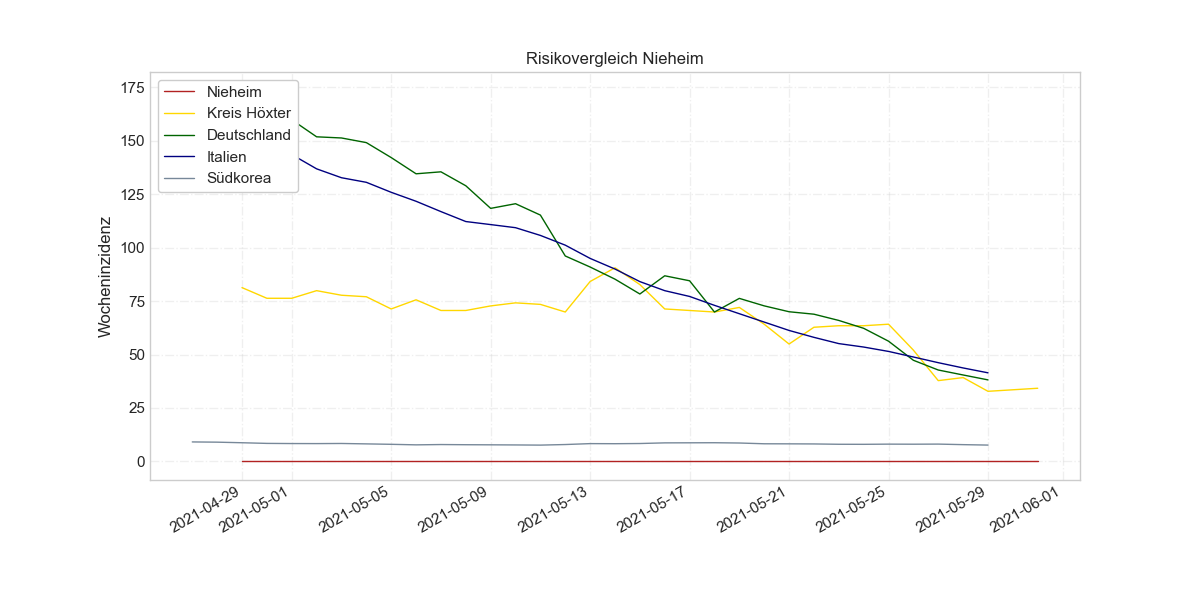 Risikovergleich Nieheim
Wocheninzidenz
175
150
125
100
75
50
25
0
Nieheim
Kreis Höxter
Deutschland
Italien
Südkorea
2021-04-29
2021-05-01
2021-05-05
2021-05-09
2021-05-13
2021-05-17
2021-05-21
2021-05-25
2021-05-29
2021-06-01